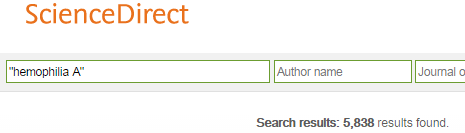 ScienceDirect
"hemophilia A" Author name Journal o
Search results: 5,838 results found.